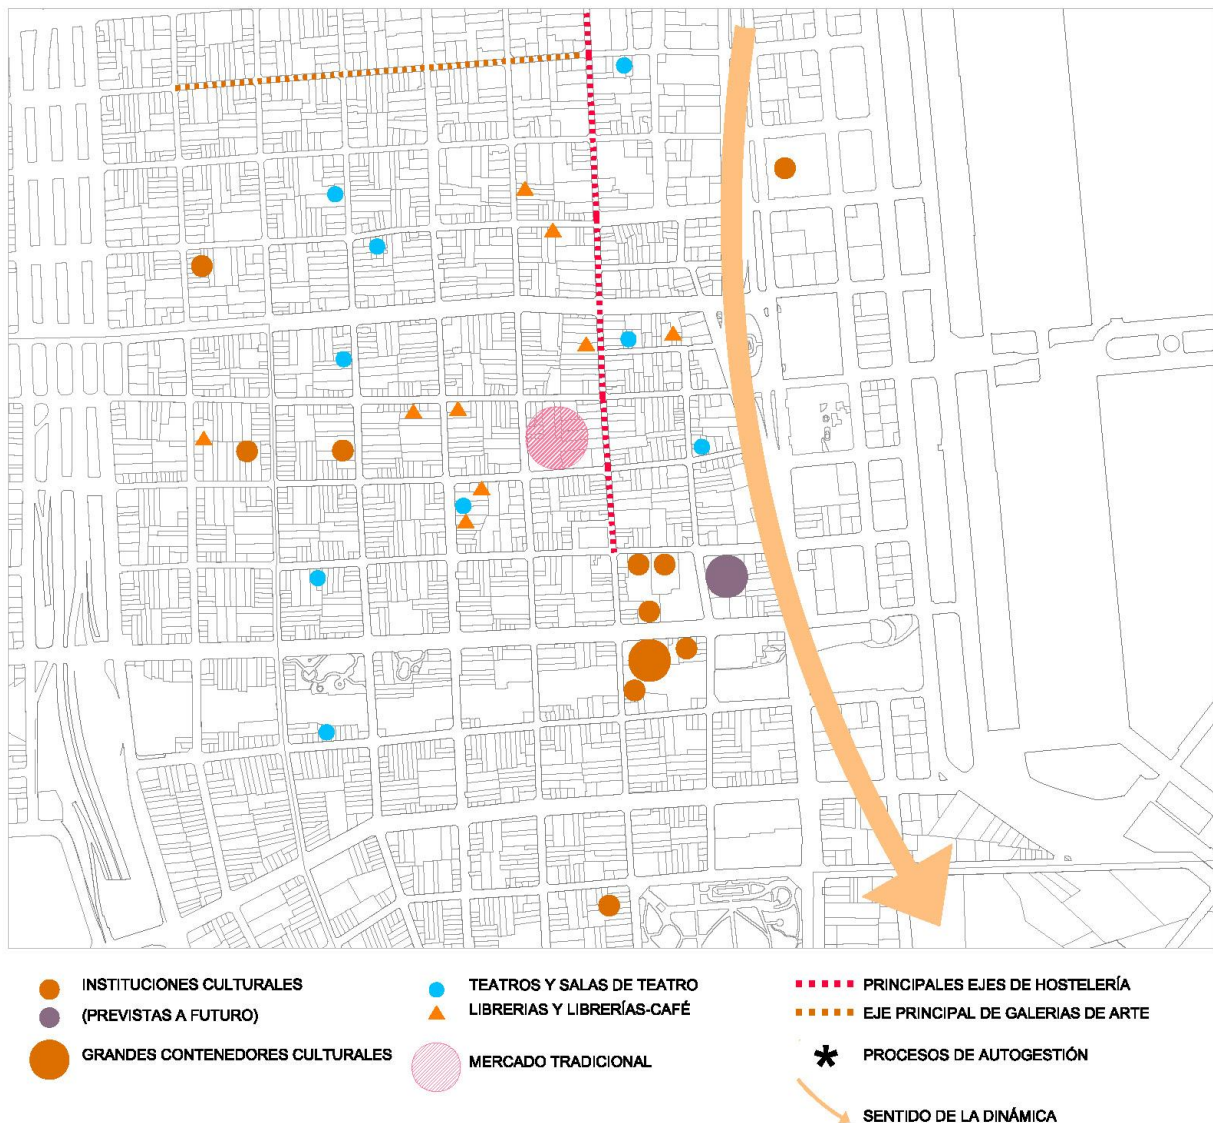 INSTITUCIONES CULTURALES
(PREVISTAS A FUTURO)
GRANDES CONTENEDORES CULTURALES
TEATROS Y SALAS DE TEATRO
LIBRERIAS Y LIBRERÍAS-CAFÉ
MERCADO TRADICIONAL
PRINCIPALES EJES DE HOSTELERÍA
EJE PRINCIPAL DE GALERIAS DE ARTE
PROCESOS DE AUTOGESTIÓN
SENTIDO DE LA DINÁMICA